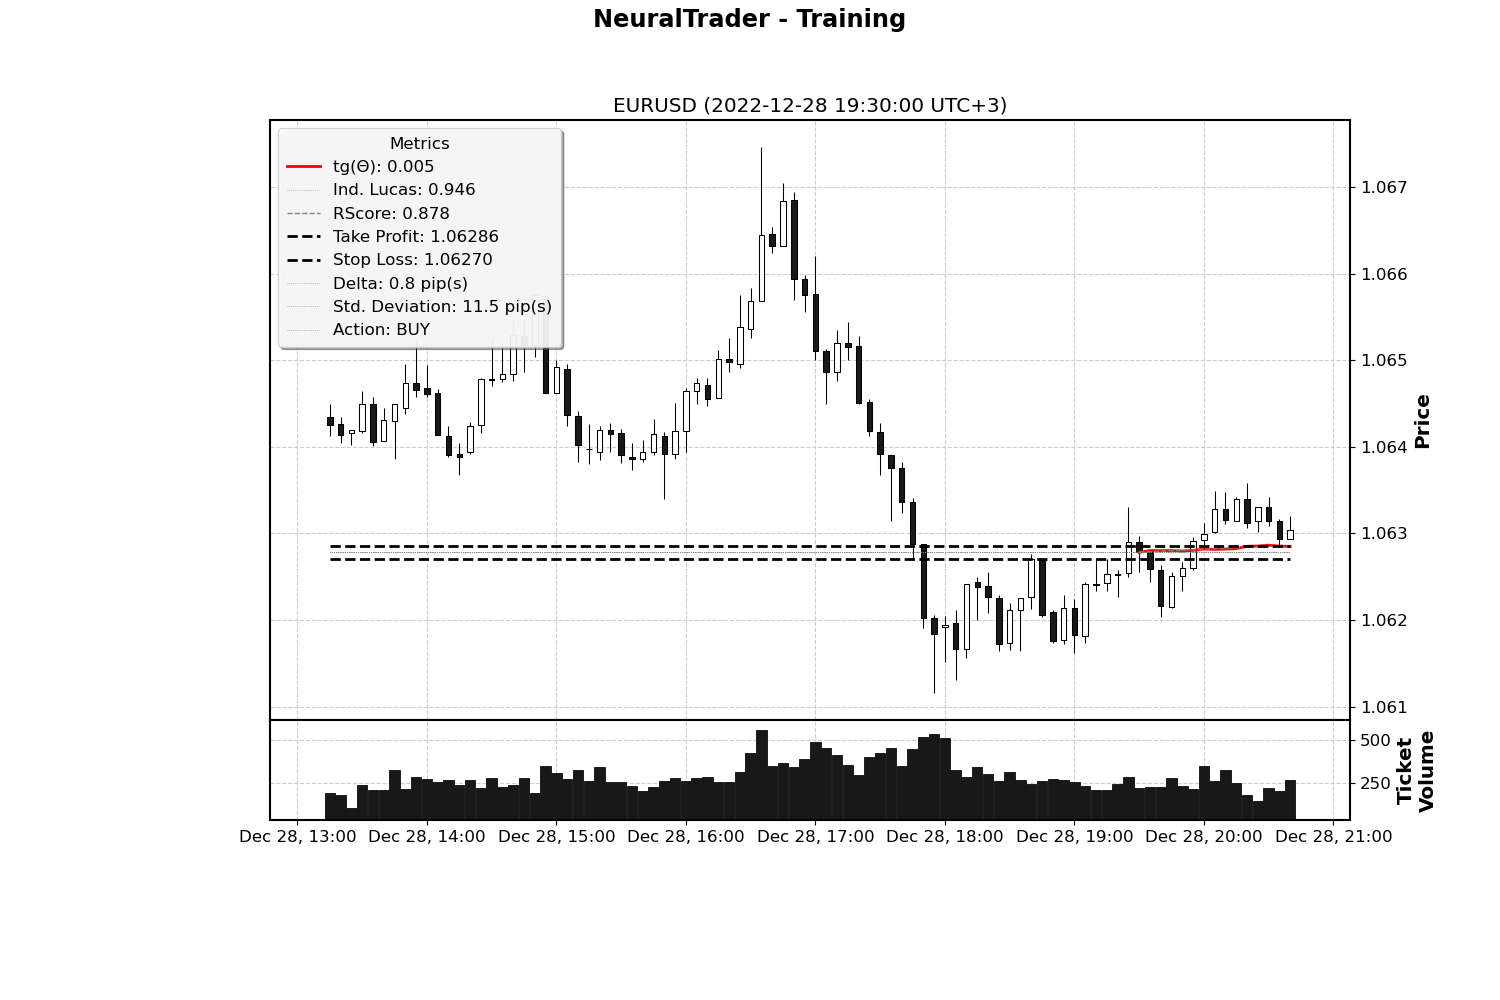 NeuralTrader - Training
EURUSD (2022-12-28 19:30:00 UTC+3)
Metrics
tg(Θ): 0.005
Ind. Lucas: 0.946
RScore: 0.878
Take Profit: 1.06286
Stop Loss: 1.06270
Delta: 0.8 pip(s)
Std. Deviation: 11.5 pip(s)
Action: BUY
1.067
1.066
1.065
1.064
1.063
1.062
1.061
Price
500
250
Ticket
Volume
Dec 28, 13:00 Dec 28, 14:00 Dec 28, 15:00 Dec 28, 16:00 Dec 28, 17:00 Dec 28, 18:00 Dec 28, 19:00 Dec 28, 20:00 Dec 28, 21:00